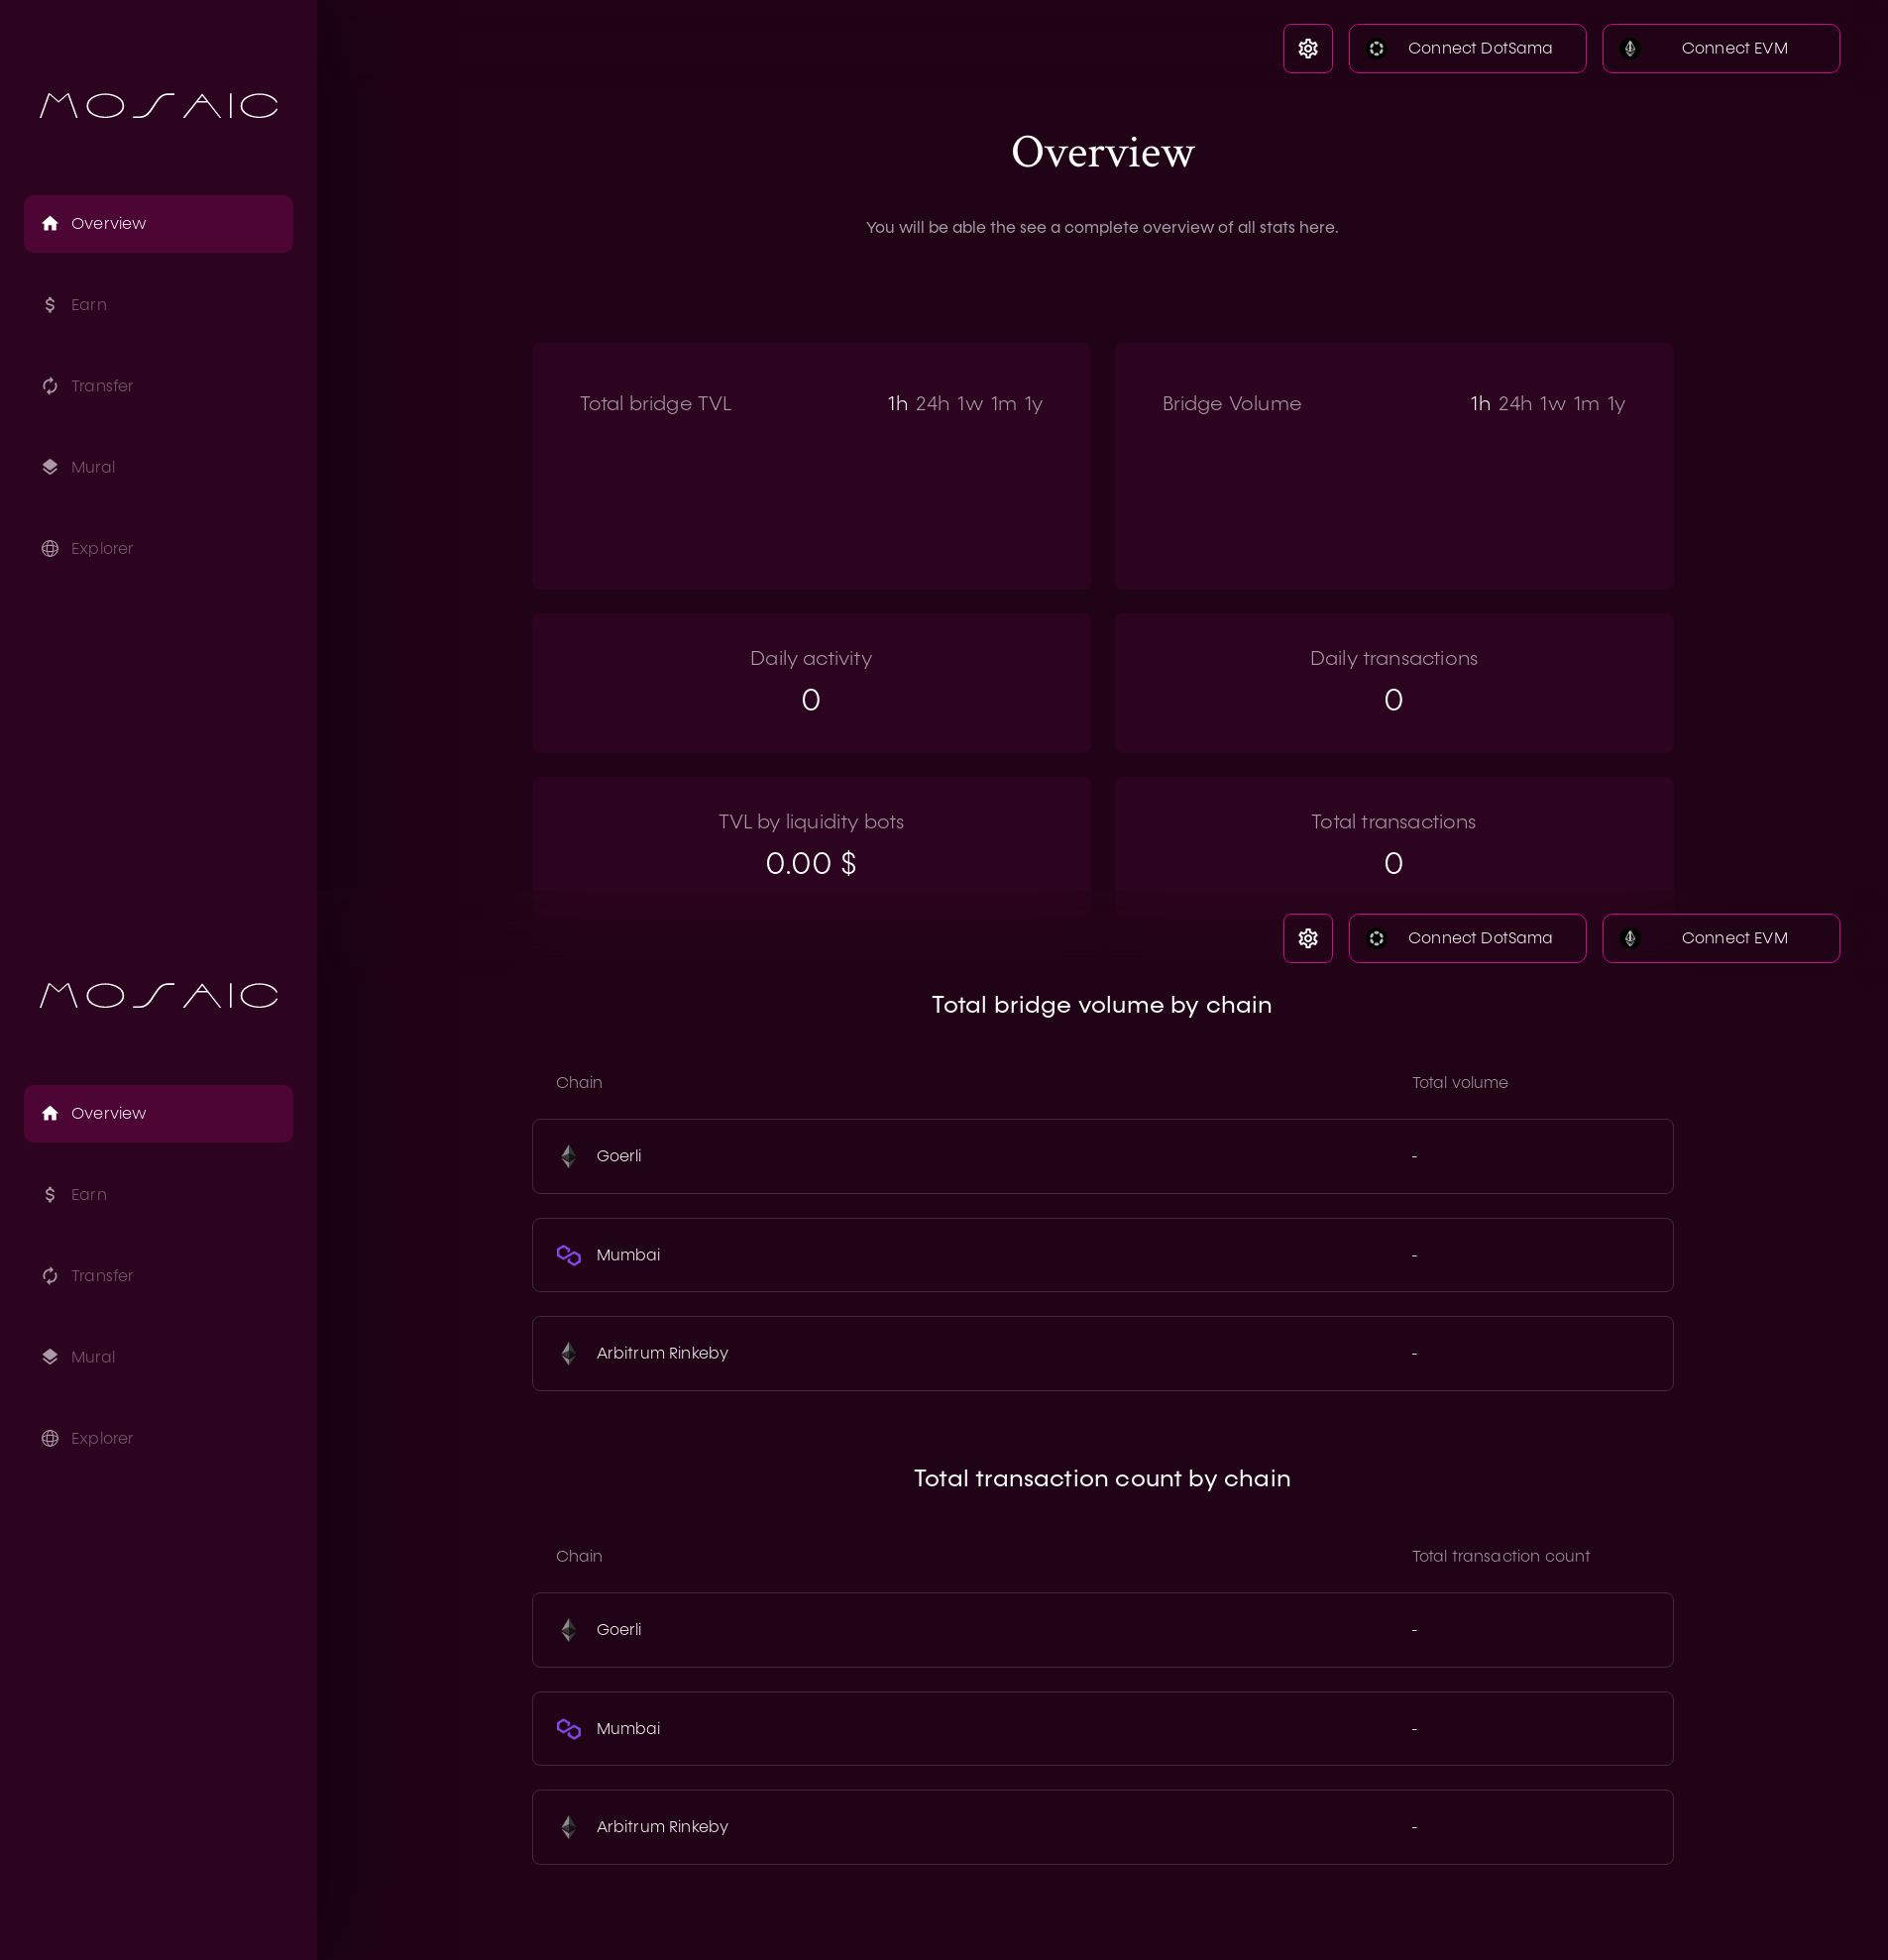 MOSAIC
Overview
Earn
Transfer
Mural
Explorer
Connect DotSama
Connect EVM
Overview
You will be able the see a complete overview of all stats here.
Total bridge TVL 1h 24h 1w 1m 1y
Bridge Volume 1h 24h 1w 1m 1y
Daily activity
0
Daily transactions
0
TVL by liquidity bots
0.00 $
Total transactions
0
MOSAIC
Overview
Earn
Transfer
Mural
Explorer
Connect DotSama
Connect EVM
Total bridge volume by chain
Chain Total volume
Goerli -
Mumbai -
Arbitrum Rinkeby -
Total transaction count by chain
Chain Total transaction count
Goerli -
Mumbai -
Arbitrum Rinkeby -